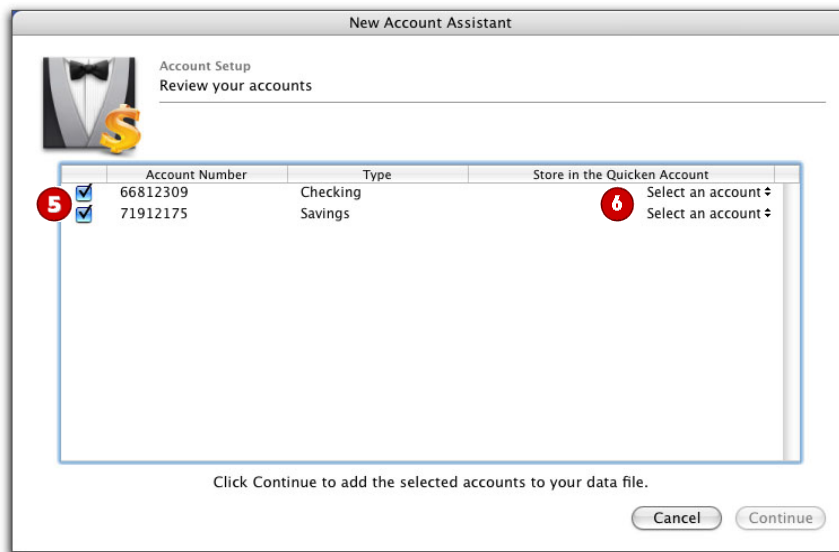 New Account Assistant
Account Setup
Review your accounts
Account Number Type Store in the Quicken Account
5 66812309 Checking 6 Select an account
71912175 Savings Select an account
Click Continue to add the selected accounts to your data file.
Cancel Continue